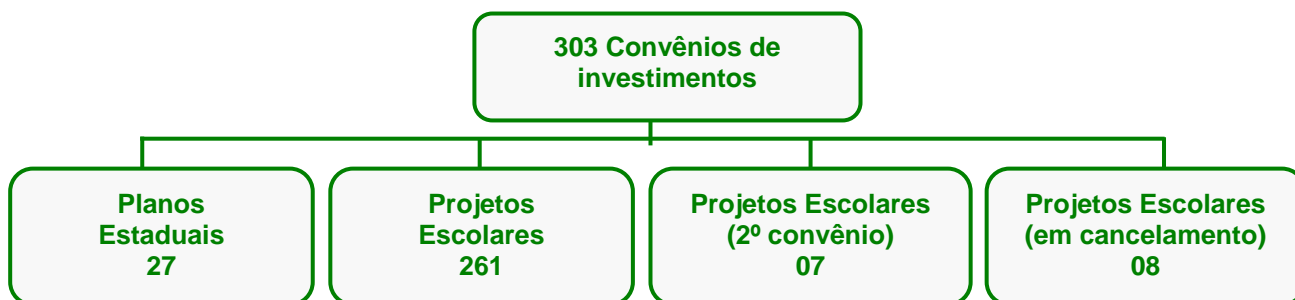 303 Convênios de
investimentos
Planos
Estaduais
27
Projetos
Escolares
261
Projetos Escolares
(2º convênio)
07
Projetos Escolares
(em cancelamento)
08